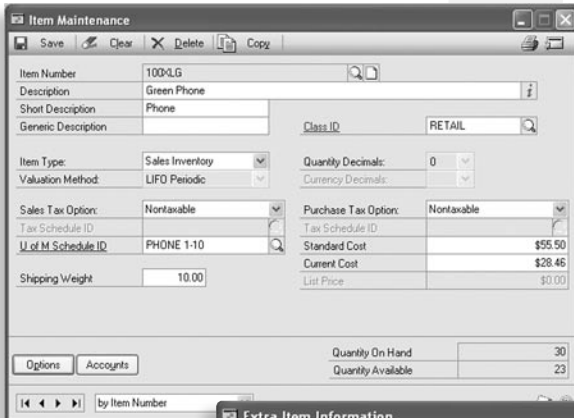 Item Maintenance
Save Clear Delete Copy
Item Number 100XLG
Description Green Phone i
Short Description Phone
Generic Description Class ID RETAIL
Item Type: Sales Inventory Quantity Decimals: 0
Valuation Method: LIFO Periodic Currency Decimals:
Sales Tax Option: Nontaxable Purchase Tax Option: Nontaxable
Tax Schedule ID Tax Schedule ID
U of M Schedule ID PHONE 1-10 Standard Cost $55.50
Current Cost $28.46
Shipping Weight 10.00 List Price $0.00
Quantity On Hand 30
Options Accounts Quantity Available 23
by Item Number
Extra Item Information